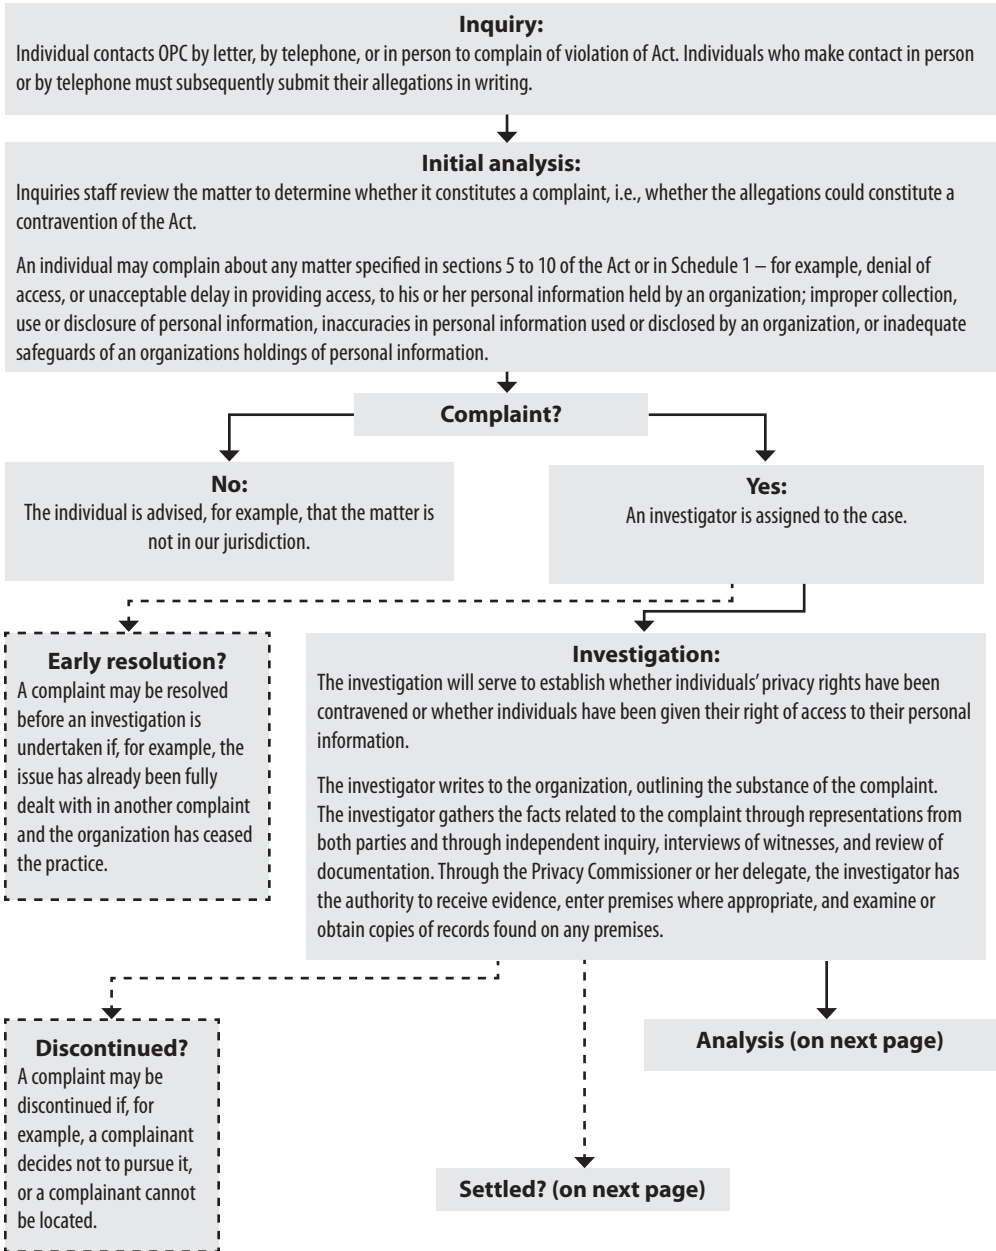 Inquiry:
Individual contacts OPC by letter, by telephone, or in person to complain of violation of Act. Individuals who make contact in person
or by telephone must subsequently submit their allegations in writing.
Initial analysis:
Inquiries staff review the matter to determine whether it constitutes a complaint, i.e., whether the allegations could constitute a
contravention of the Act.
An individual may complain about any matter specified in sections 5 to 10 of the Act or in Schedule 1 – for example, denial of
access, or unacceptable delay in providing access, to his or her personal information held by an organization; improper collection,
use or disclosure of personal information, inaccuracies in personal information used or disclosed by an organization, or inadequate
safeguards of an organizations holdings of personal information.
Complaint?
No:
The individual is advised, for example, that the matter is
not in our jurisdiction.
Yes:
An investigator is assigned to the case.
Early resolution?
A complaint may be resolved
before an investigation is
undertaken if, for example, the
issue has already been fully
dealt with in another complaint
and the organization has ceased
the practice.
Investigation:
The investigation will serve to establish whether individuals' privacy rights have been
contravened or whether individuals have been given their right of access to their personal
information.
The investigator writes to the organization, outlining the substance of the complaint.
The investigator gathers the facts related to the complaint through representations from
both parties and through independent inquiry, interviews of witnesses, and review of
documentation. Through the Privacy Commissioner or her delegate, the investigator has
the authority to receive evidence, enter premises where appropriate, and examine or
obtain copies of records found on any premises.
Discontinued?
A complaint may be
discontinued if, for
example, a complainant
decides not to pursue it,
or a complainant cannot
be located.
Analysis (on next page)
Settled? (on next page)